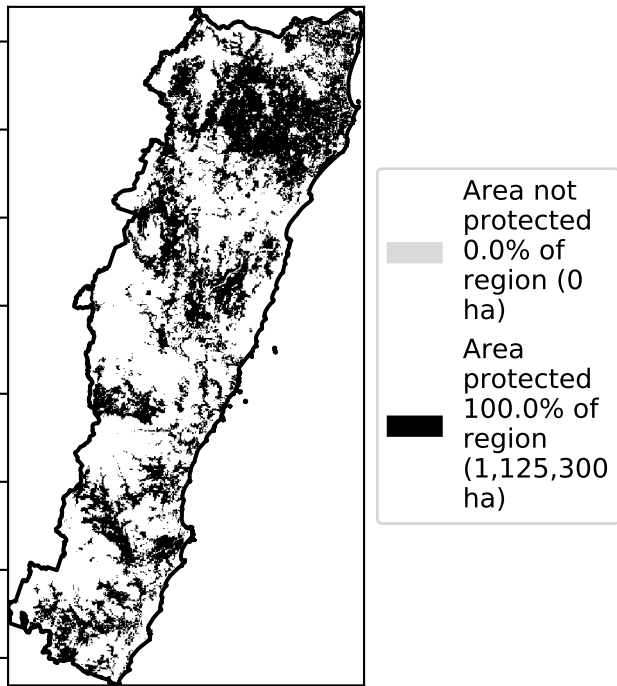 Area not
protected
0.0% of
region (0
ha)
Area
protected
100.0% of
region
(1,125,300
ha)